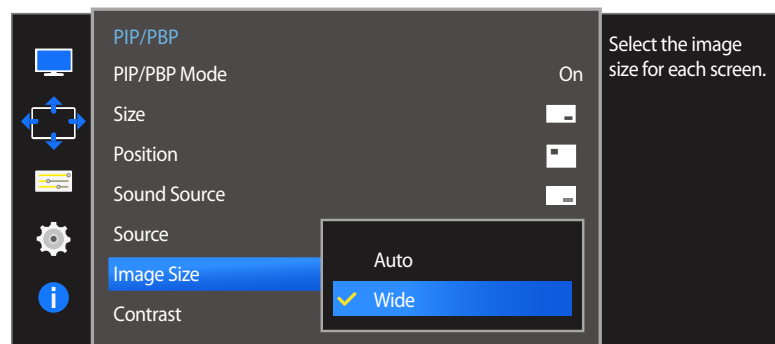 PIP/PBP
PIP/PBP Mode On
Size
Position
Sound Source
Source
Image Size
Contrast
Auto
Wide
Select the image
size for each screen.
i